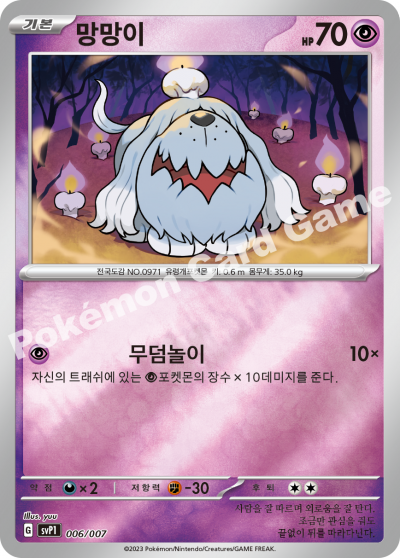 기본 망망이 HP 70
전국도감 NO.0971 유령개포켓몬 키: 0.6 m 몸무게: 35.0 kg
무덤놀이 10×
자신의 트래쉬에 있는 포켓몬의 장수 × 10데미지를 준다.
약점 ×2 저항력 -30 후퇴
Illus. yuu
G svP1 006/007
사람을 잘 따르며 외로움을 잘 탄다.
조금만 관심을 줘도
끝없이 뒤를 따라다닌다.
©2023 Pokémon/Nintendo/Creatures/GAME FREAK.
Pokémon Card Game